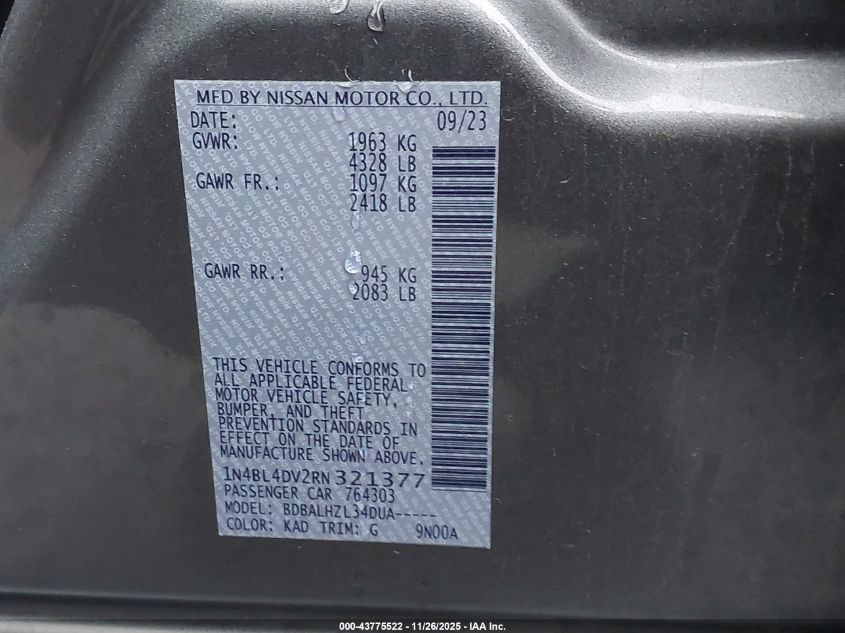 MFD BY NISSAN MOTOR CO., LTD.
DATE: 09/23
GVWR: 1963 KG
4328 LB
GAWR FR.: 1097 KG
2418 LB
GAWR RR.: 945 KG
2083 LB
THIS VEHICLE CONFORMS TO
ALL APPLICABLE FEDERAL
MOTOR VEHICLE SAFETY,
BUMPER, AND THEFT
PREVENTION STANDARDS IN
EFFECT ON THE DATE OF
MANUFACTURE SHOWN ABOVE.
1N4BL4DV2RN321377
PASSENGER CAR 764303
MODEL: BDBALHZL34DUA-----
COLOR: KAD TRIM: G 9N00A
000-43775522 - 11/26/2025 - IAA Inc.